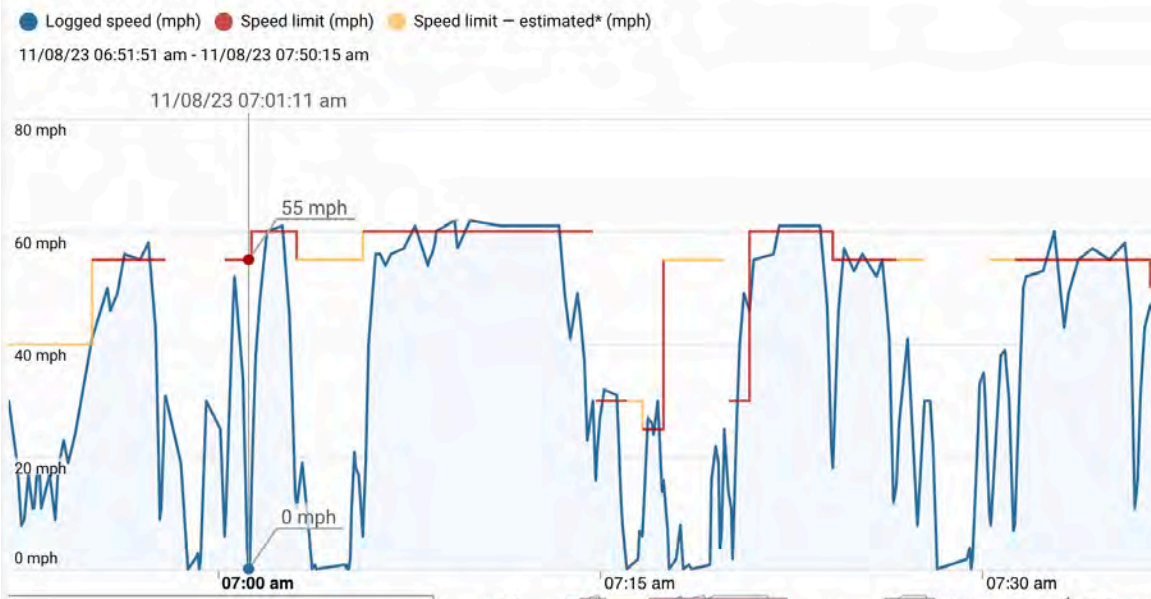 Logged speed (mph) Speed limit (mph) Speed limit — estimated* (mph)
11/08/23 06:51:51 am - 11/08/23 07:50:15 am
11/08/23 07:01:11 am
80 mph
55 mph
60 mph
40 mph
20 mph
0 mph
0 mph
07:00 am 07:15 am 07:30 am